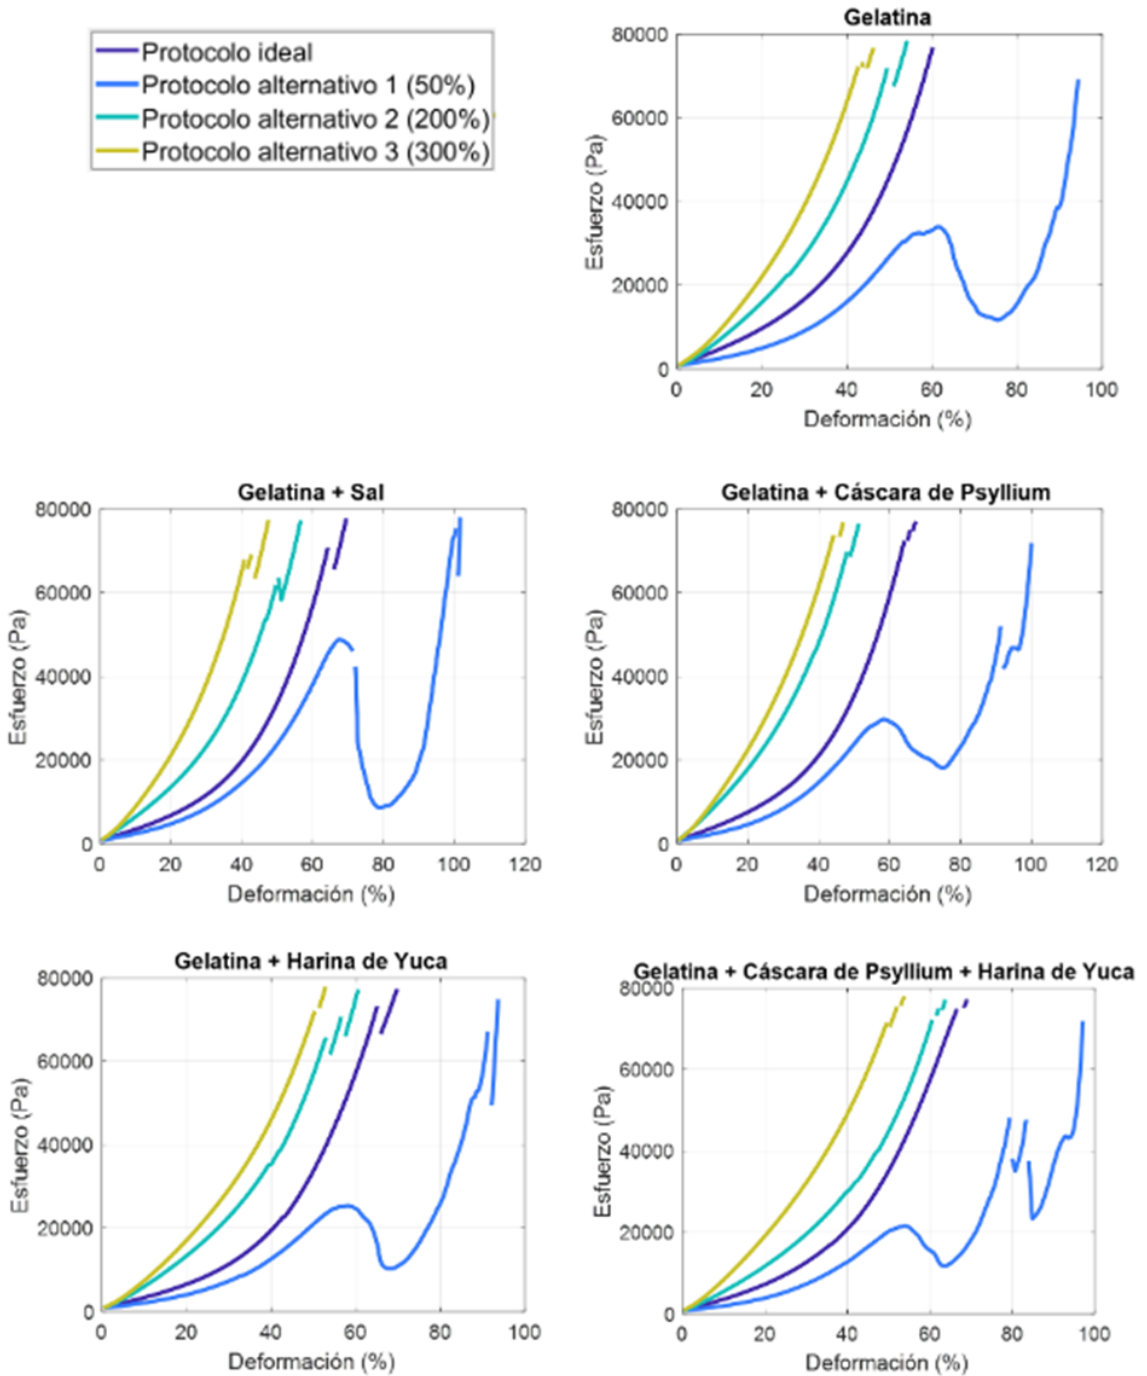 Protocolo ideal
Protocolo alternativo 1 (50%)
Protocolo alternativo 2 (200%)
Protocolo alternativo 3 (300%)
Gelatina
80000
60000
40000
20000
0
Esfuerzo (Pa)
0 20 40 60 80 100
Deformación (%)
Gelatina + Sal
80000
60000
40000
20000
0
Esfuerzo (Pa)
0 20 40 60 80 100 120
Deformación (%)
Gelatina + Cáscara de Psyllium
80000
60000
40000
20000
0
Esfuerzo (Pa)
0 20 40 60 80 100 120
Deformación (%)
Gelatina + Harina de Yuca
80000
60000
40000
20000
0
Esfuerzo (Pa)
0 20 40 60 80 100
Deformación (%)
Gelatina + Cáscara de Psyllium + Harina de Yuca
80000
60000
40000
20000
0
Esfuerzo (Pa)
0 20 40 60 80 100
Deformación (%)